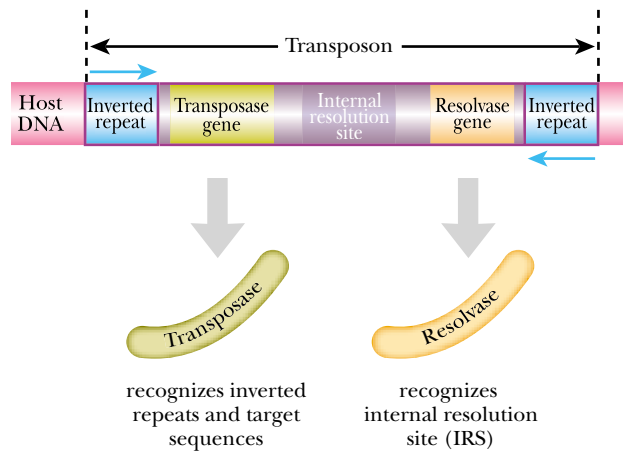 Transposon
Host
DNA
Inverted
repeat
Transposase
gene
Internal
resolution
site
Resolvase
gene
Inverted
repeat
Transposase
Resolvase
recognizes inverted
repeats and target
sequences
recognizes
internal resolution
site (IRS)